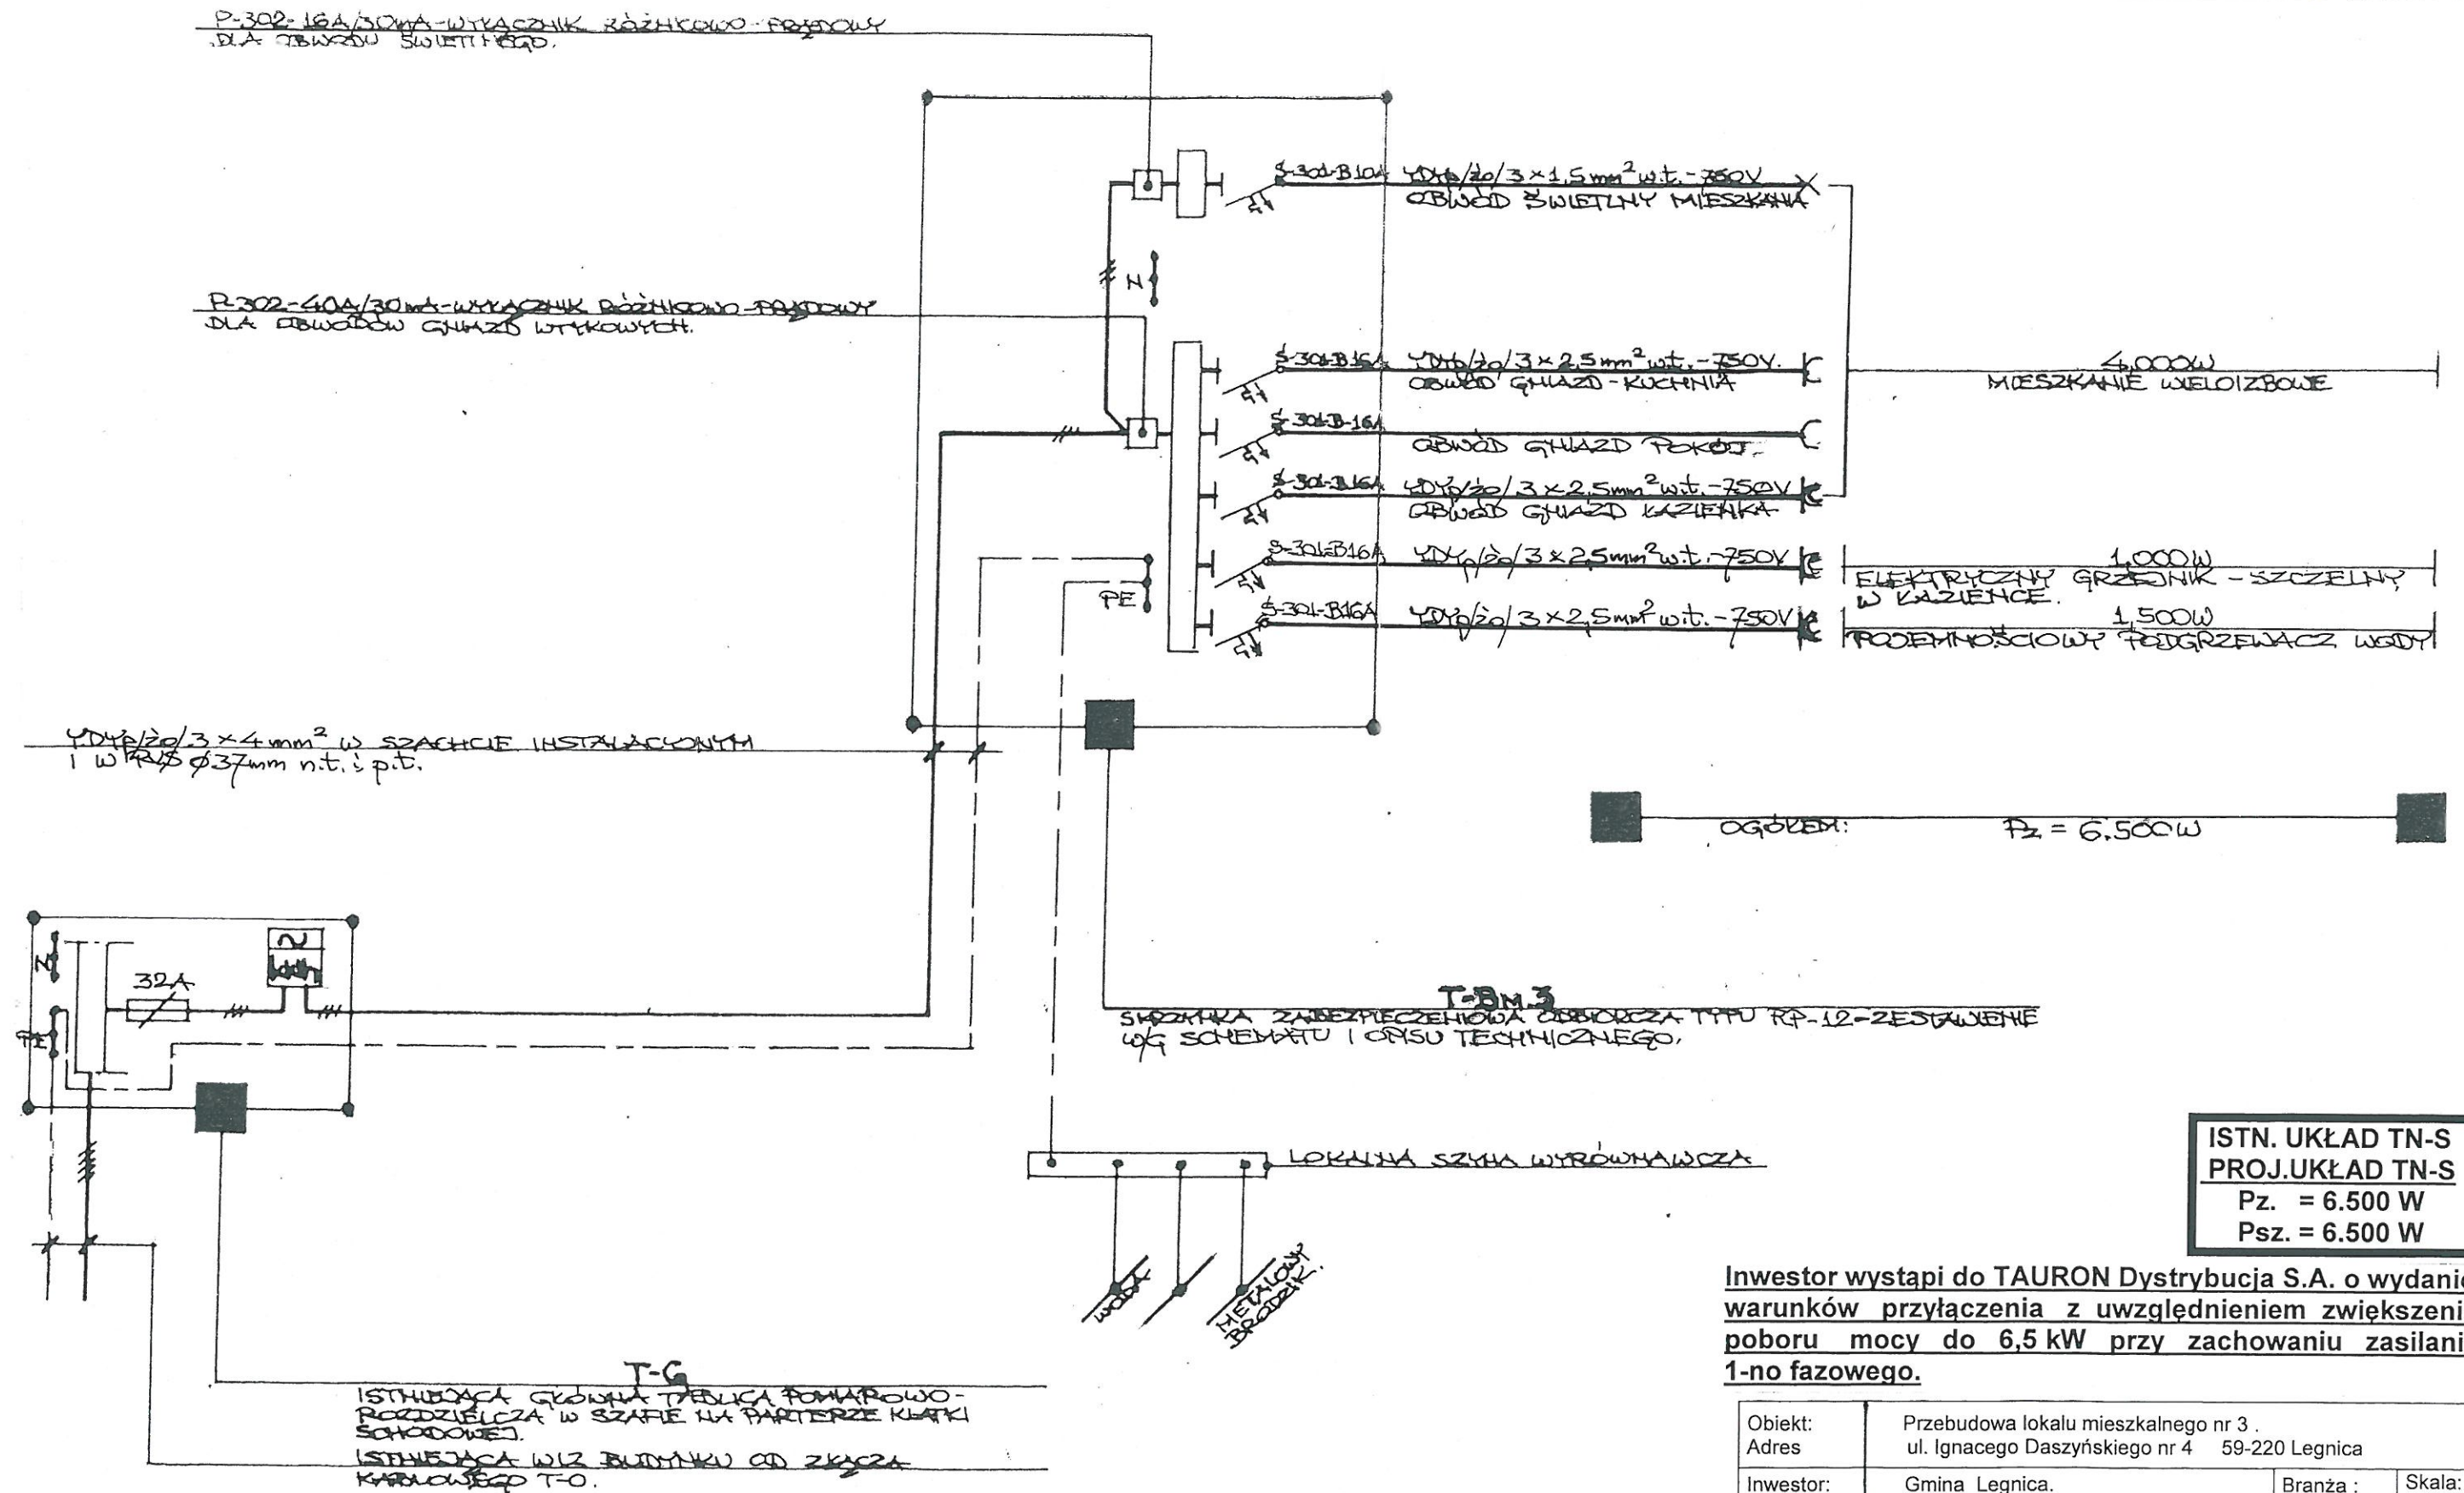 P-302-16A/30mA-WYŁĄCZNIK RÓŻNICOWO-PRĄDOWY
DLA OBWODU ŚWIETLNEGO.
S-301-B10A YDYp/żo/3×1,5mm² w.t.-750V
OBWÓD ŚWIETLNY MIESZKANIA
N
P-302-40A/30mA-WYŁĄCZNIK RÓŻNICOWO-PRĄDOWY
DLA OBWODÓW GNIAZD WTYKOWYCH.
S-301-B16A YDYp/żo/3×2,5mm² w.t.-750V.
OBWÓD GNIAZD-KUCHNIA
4,000W
MIESZKANIE WIELOIZBOWE
S-301-B-16A
OBWÓD GNIAZD POKÓJ.
S-301-B16A YDYp/żo/3×2,5mm² w.t.-750V
OBWÓD GNIAZD ŁAZIENKA
S-301-B16A YDYp/żo/3×2,5mm² w.t.-750V
1,000W
ELEKTRYCZNY GRZEJNIK - SZCZELNY
W ŁAZIENCE.
PE
S-301-B16A YDYp/żo/3×2,5mm² w.t.-750V
1,500W
POJEMNOŚCIOWY PODGRZEWACZ WODY
YDYp/żo/3×4mm² W SZACHCIE INSTALACYJNYM
I W RVS ø37mm n.t. i p.t.
OGÓŁEM: Pz = 6.500W
N
32A
kWh
PE
T-BM.3
SKRZYNKA ZABEZPIECZENIOWA ODBIORCZA TYPU RP-12-ZESTAWIENIE
W/G SCHEMATU I OPISU TECHNICZNEGO.
LOKALNA SZYNA WYRÓWNAWCZA
WODA
METALOWY
BRODZIK.
ISTN. UKŁAD TN-S
PROJ.UKŁAD TN-S
Pz. = 6.500 W
Psz. = 6.500 W
Inwestor wystąpi do TAURON Dystrybucja S.A. o wydani
warunków przyłączenia z uwzględnieniem zwiększeni
poboru mocy do 6,5 kW przy zachowaniu zasilani
1-no fazowego.
T-G
ISTNIEJĄCA GŁÓWNA TABLICA POMIAROWO-
ROZDZIELCZA W SZAFIE NA PARTERZE KLATKI
SCHODOWEJ.
ISTNIEJĄCA WLZ BUDYNKU OD ZŁĄCZA
KABLOWEGO T-O.
Obiekt: Przebudowa lokalu mieszkalnego nr 3 .
Adres ul. Ignacego Daszyńskiego nr 4 59-220 Legnica
Inwestor: Gmina Legnica. Branża : Skala: